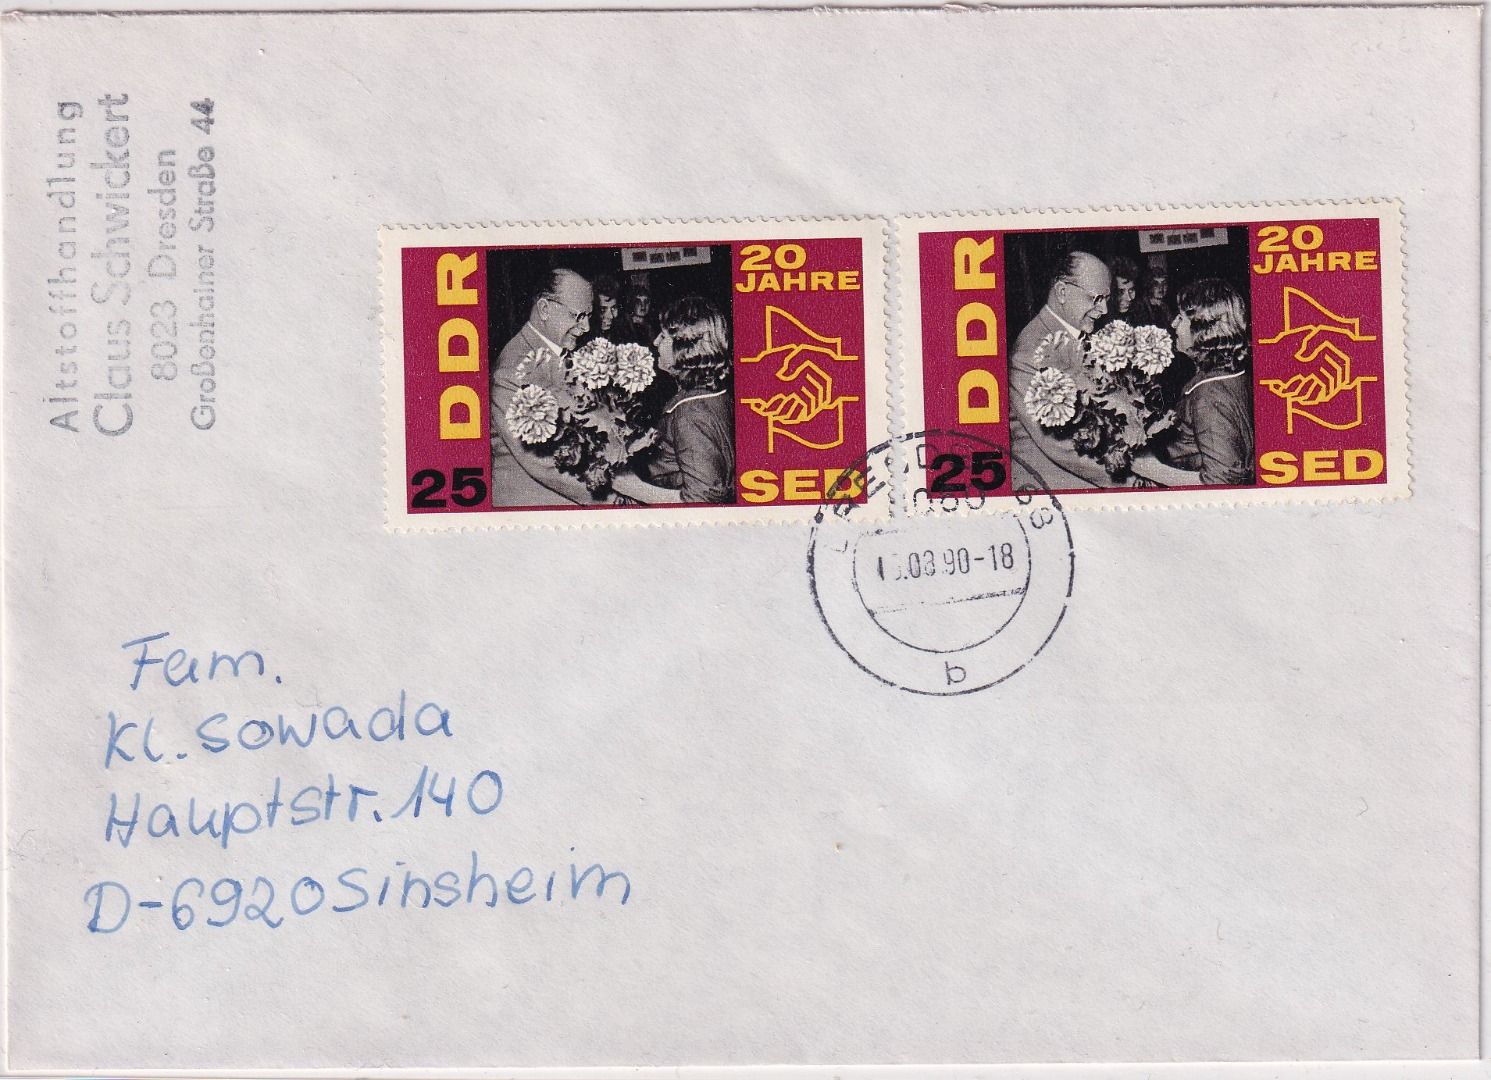 Altstoffhandlung
Claus Schwickert
8023 Dresden
Großenhainer Straße 44
DDR
25
20
JAHRE
SED
DDR
25
20
JAHRE
SED
.08.90-18
b
Fam.
Kl. Sowada
Hauptstr. 140
D-6920 Sinsheim